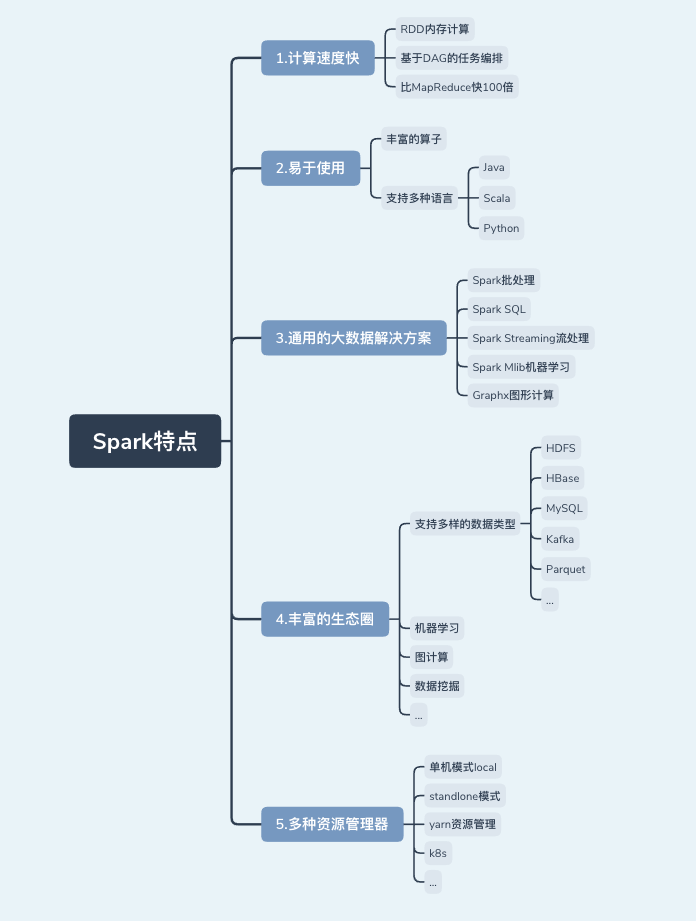 Spark特点
1.计算速度快
RDD内存计算
基于DAG的任务编排
比MapReduce快100倍
2.易于使用
丰富的算子
支持多种语言
Java
Scala
Python
3.通用的大数据解决方案
Spark批处理
Spark SQL
Spark Streaming流处理
Spark Mlib机器学习
Graphx图形计算
4.丰富的生态圈
支持多样的数据类型
HDFS
HBase
MySQL
Kafka
Parquet
...
机器学习
图计算
数据挖掘
...
5.多种资源管理器
单机模式local
standlone模式
yarn资源管理
k8s
...